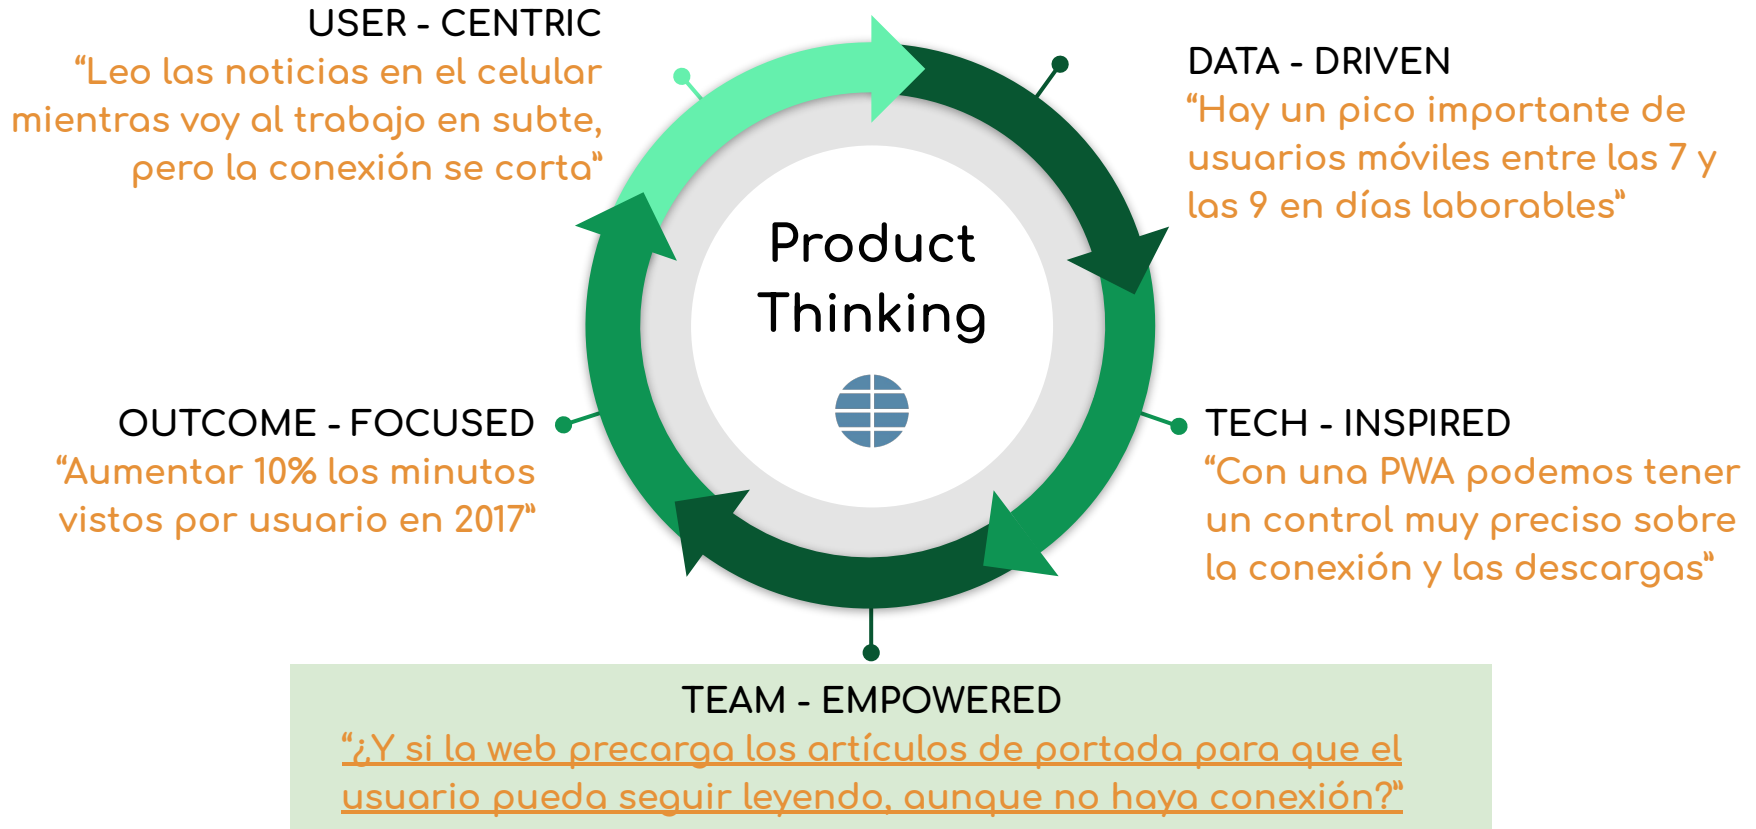 USER - CENTRIC
“Leo las noticias en el celular
mientras voy al trabajo en subte,
pero la conexión se corta”
DATA - DRIVEN
“Hay un pico importante de
usuarios móviles entre las 7 y
las 9 en días laborables”
Product
Thinking
OUTCOME - FOCUSED
“Aumentar 10% los minutos
vistos por usuario en 2017”
TECH - INSPIRED
“Con una PWA podemos tener
un control muy preciso sobre
la conexión y las descargas”
TEAM - EMPOWERED
“¿Y si la web precarga los artículos de portada para que el
usuario pueda seguir leyendo, aunque no haya conexión?”